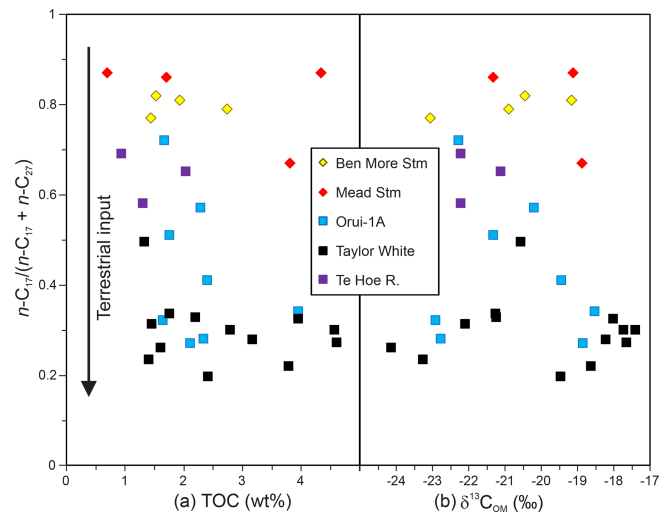 1
0.8
0.6
0.4
0.2
0
n-C17/(n-C17 + n-C27)
Terrestrial input
Ben More Stm
Mead Stm
Orui-1A
Taylor White
Te Hoe R.
0 1 2 3 4
-24 -23 -22 -21 -20 -19 -18 -17
(a) TOC (wt%)
(b) δ¹³COM (‰)